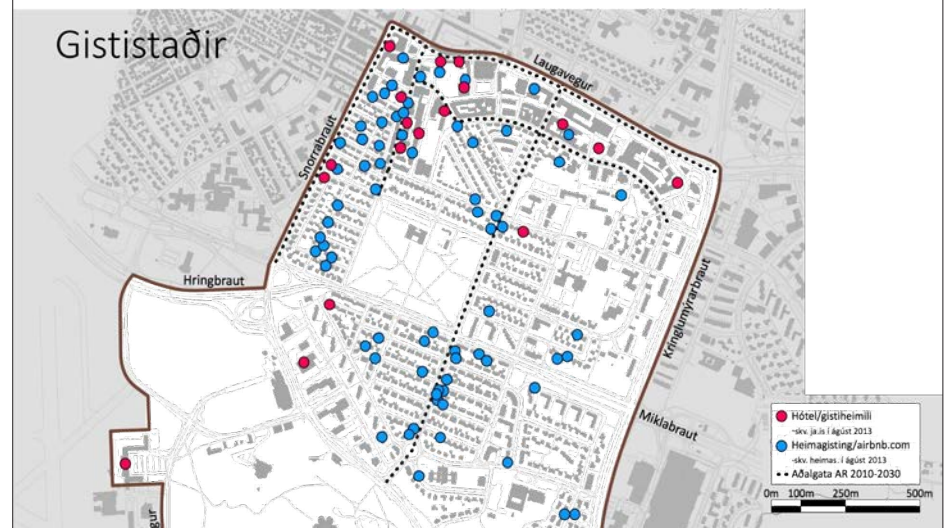 Gististaðir
Laugavegur
Snorrabraut
Hringbraut
Kringlumýrarbraut
Miklabraut
Hótel/gistiheimili
-skv. ja.is í ágúst 2013
Heimagisting/airbnb.com
-skv. heimas. í ágúst 2013
Aðalgata AR 2010-2030
0m 100m 250m 500m
gur